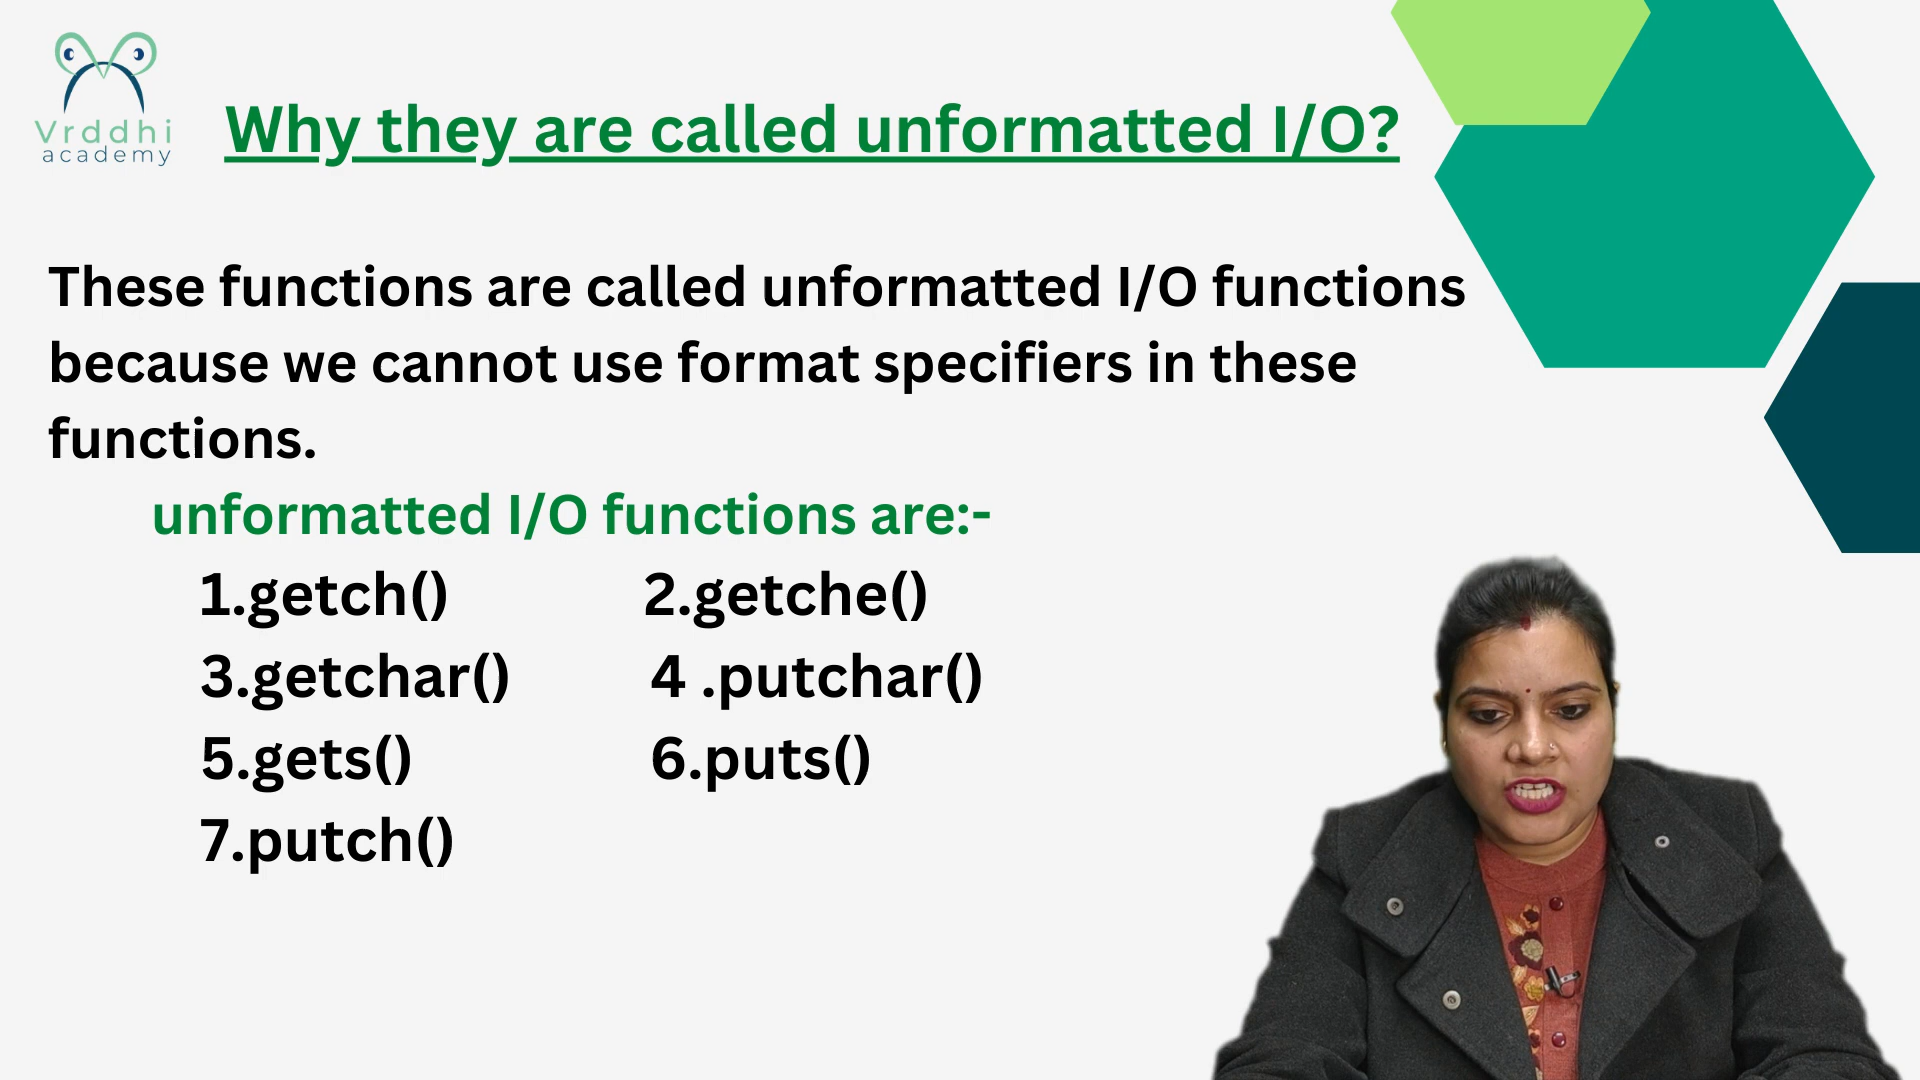 Vrddhi
academy
Why they are called unformatted I/O?
These functions are called unformatted I/O functions
because we cannot use format specifiers in these
functions.
unformatted I/O functions are:-
1.getch() 2.getche()
3.getchar() 4 .putchar()
5.gets() 6.puts()
7.putch()